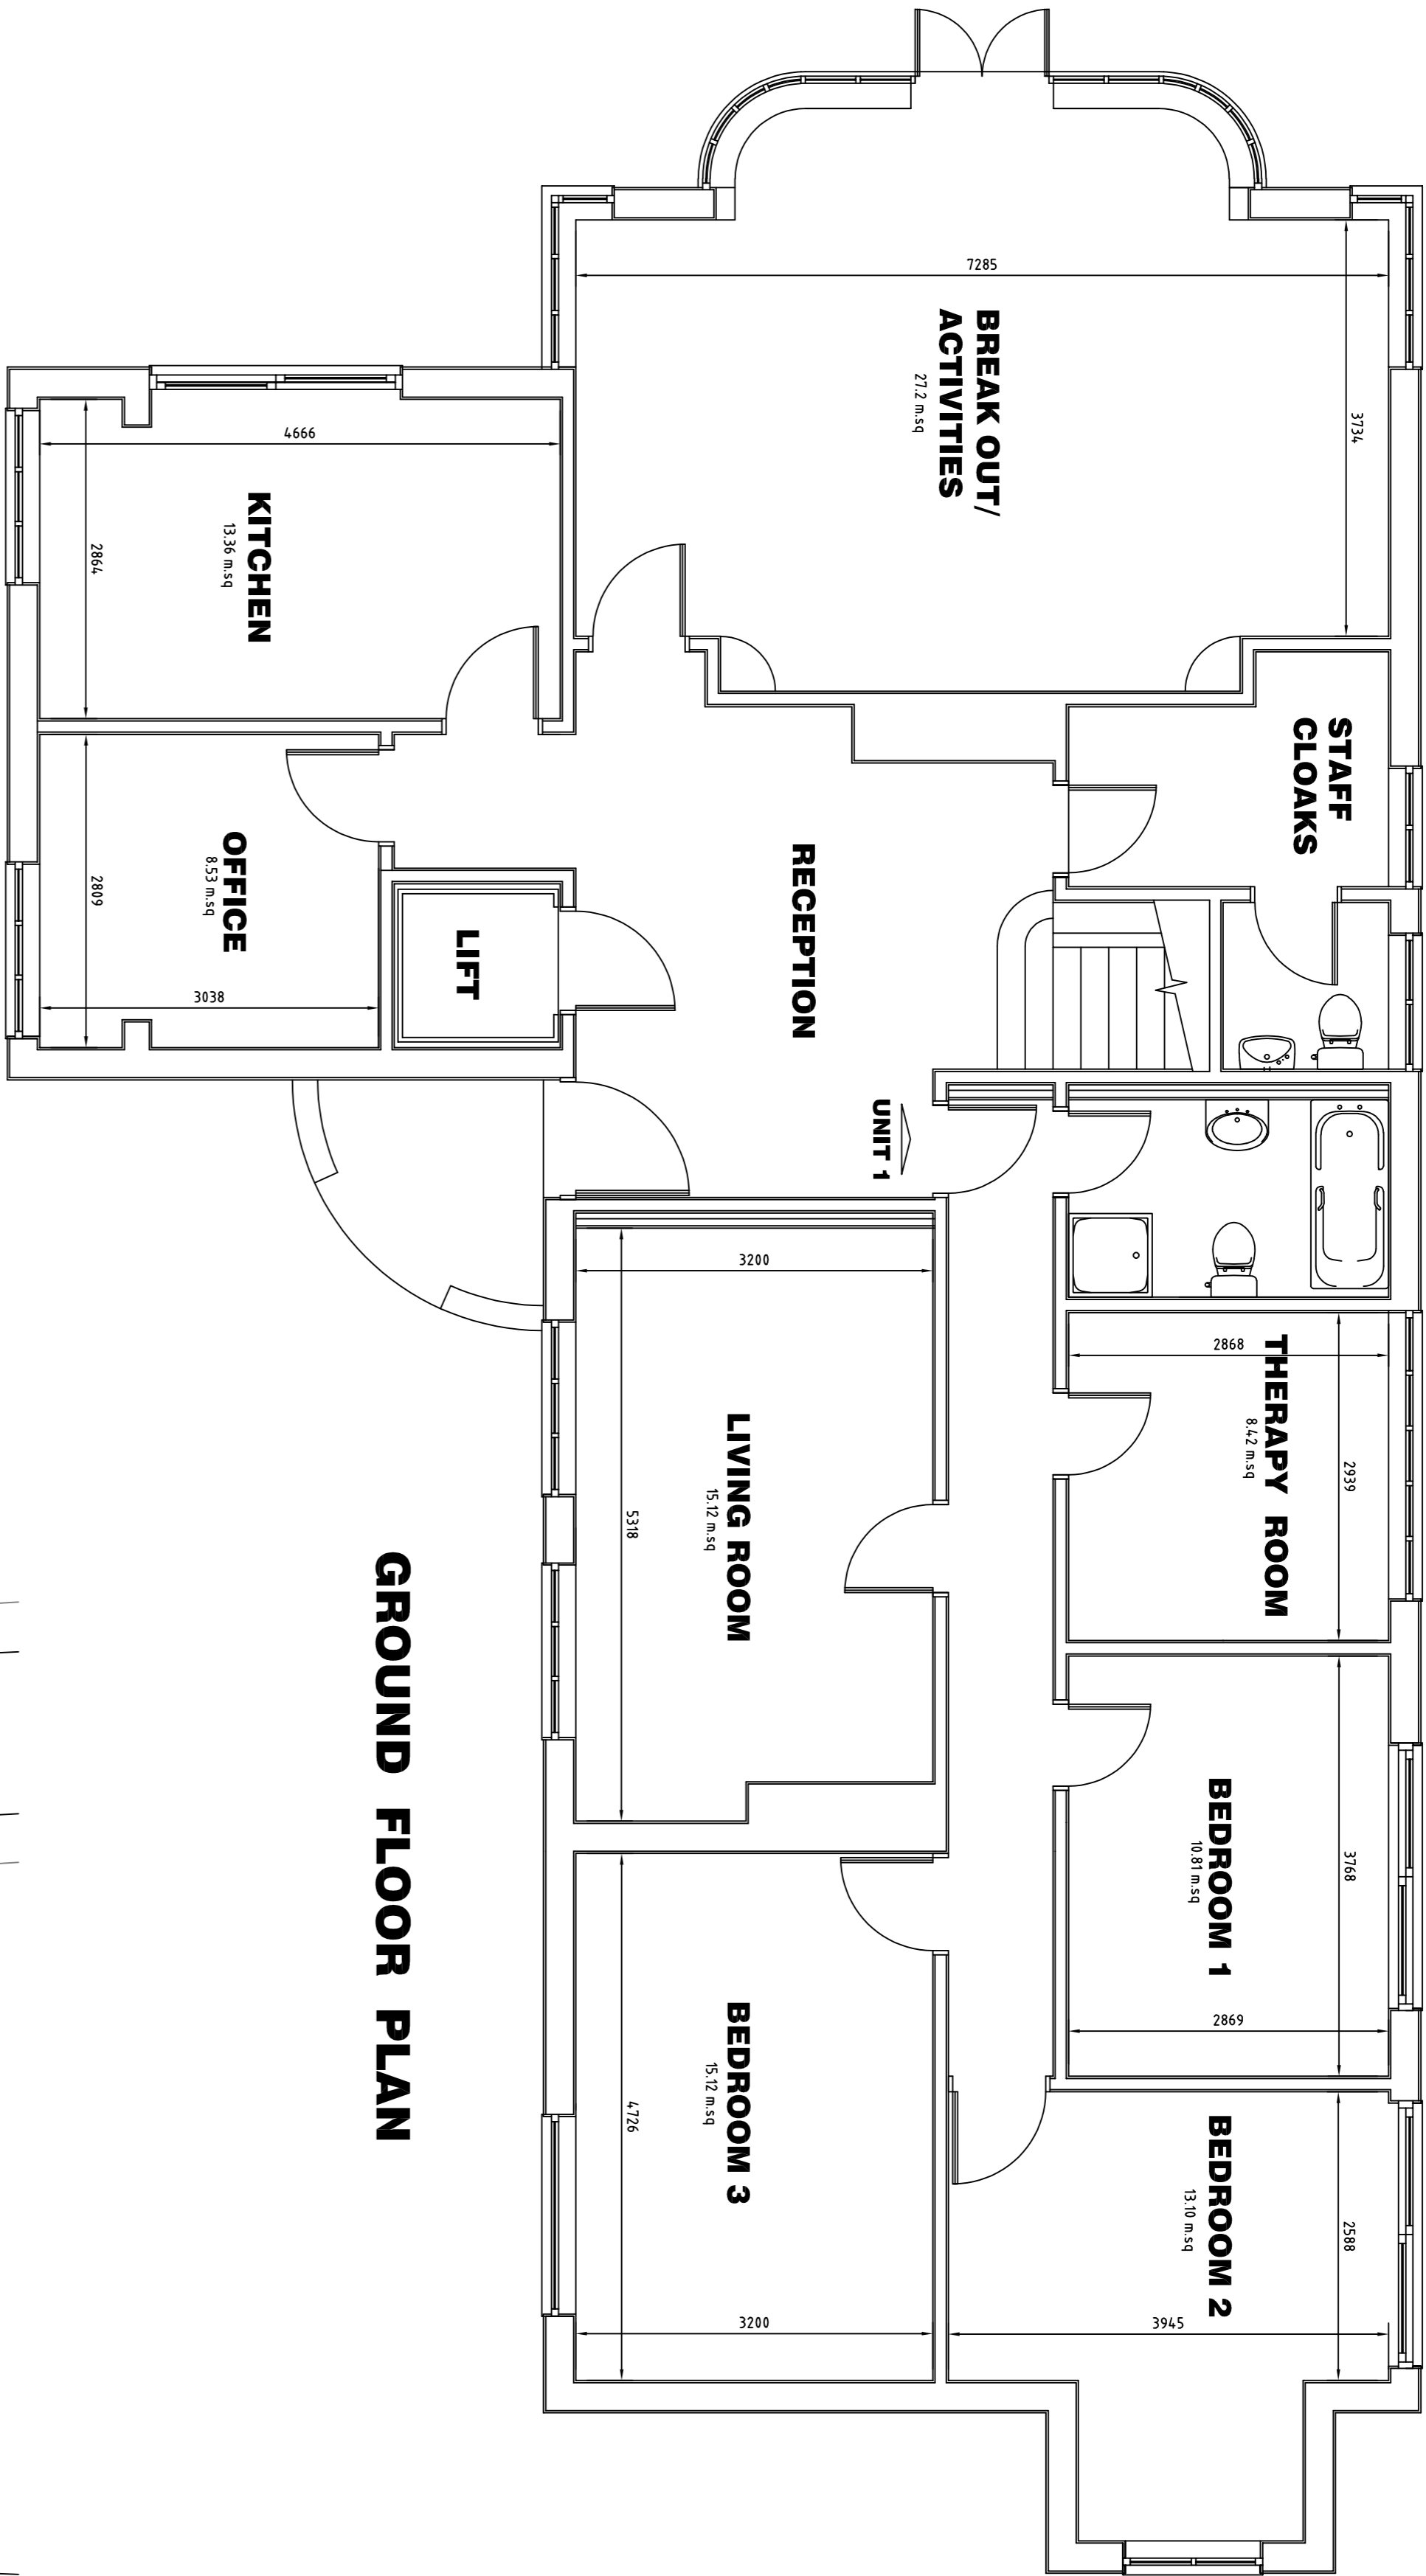 STAFF
CLOAKS
THERAPY ROOM
8.42 m.sq
2868
2939
BEDROOM 1
10.81 m.sq
3768
2869
BEDROOM 2
13.10 m.sq
2588
3945
BREAK OUT/
ACTIVITIES
27.2 m.sq
7285
3734
RECEPTION
UNIT 1
LIVING ROOM
15.12 m.sq
3200
5318
BEDROOM 3
15.12 m.sq
4726
3200
KITCHEN
13.36 m.sq
4666
2864
OFFICE
8.53 m.sq
2809
3038
LIFT
GROUND FLOOR PLAN